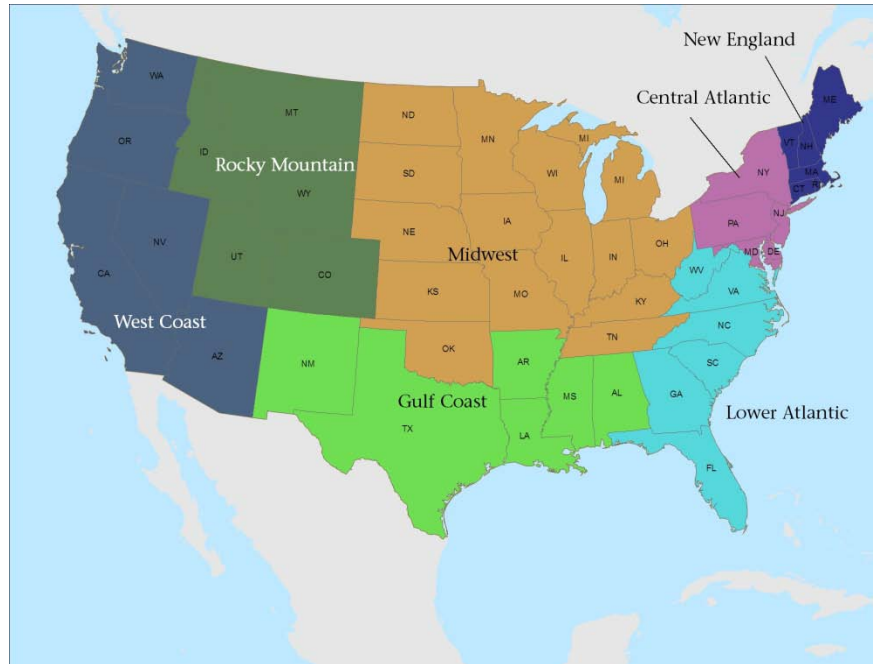 New England
Central Atlantic
WA
MT
ND
MN
MI
ME
VT
NH
OR
ID
Rocky Mountain
SD
WI
MI
NY
MA
CT
RI
WY
IA
PA
NJ
NE
Midwest
OH
MD
DE
NV
UT
CO
IL
IN
WV
CA
KS
MO
KY
VA
West Coast
AZ
NM
OK
TN
NC
AR
SC
Gulf Coast
TX
MS
AL
GA
Lower Atlantic
LA
FL